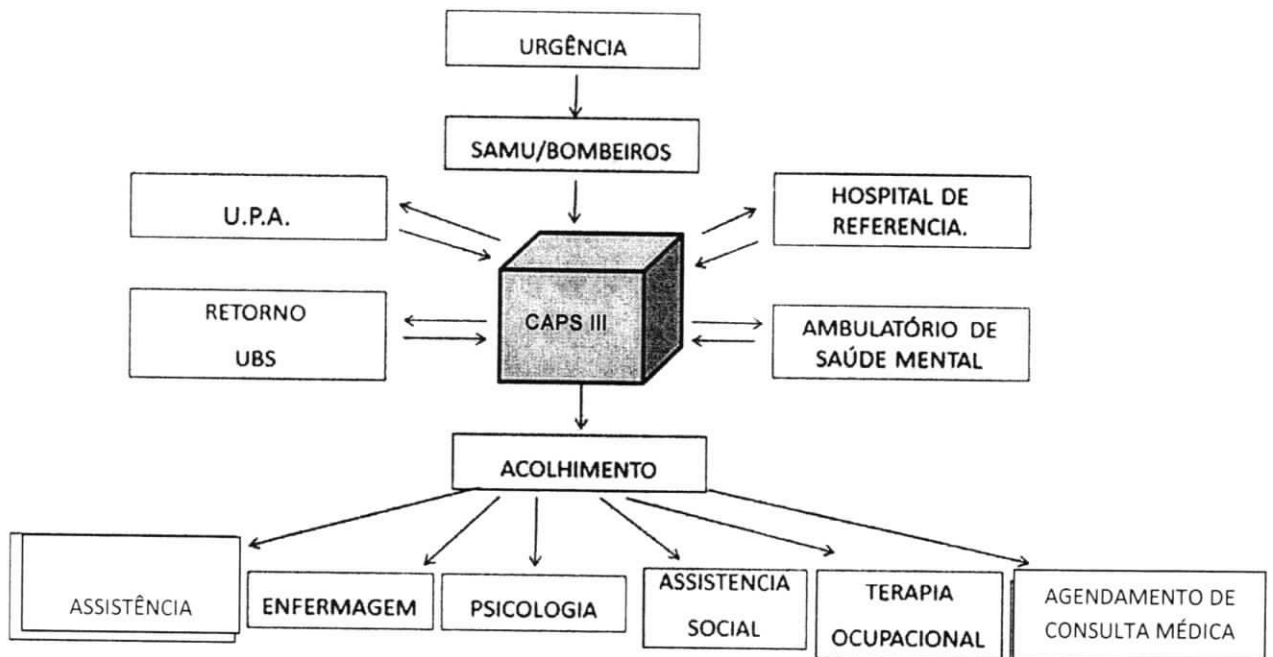 URGÊNCIA
SAMU/BOMBEIROS
U.P.A.
HOSPITAL DE
REFERENCIA.
RETORNO
UBS
CAPS III
AMBULATÓRIO DE
SAÚDE MENTAL
ACOLHIMENTO
ASSISTÊNCIA
ENFERMAGEM
PSICOLOGIA
ASSISTENCIA
SOCIAL
TERAPIA
OCUPACIONAL
AGENDAMENTO DE
CONSULTA MÉDICA